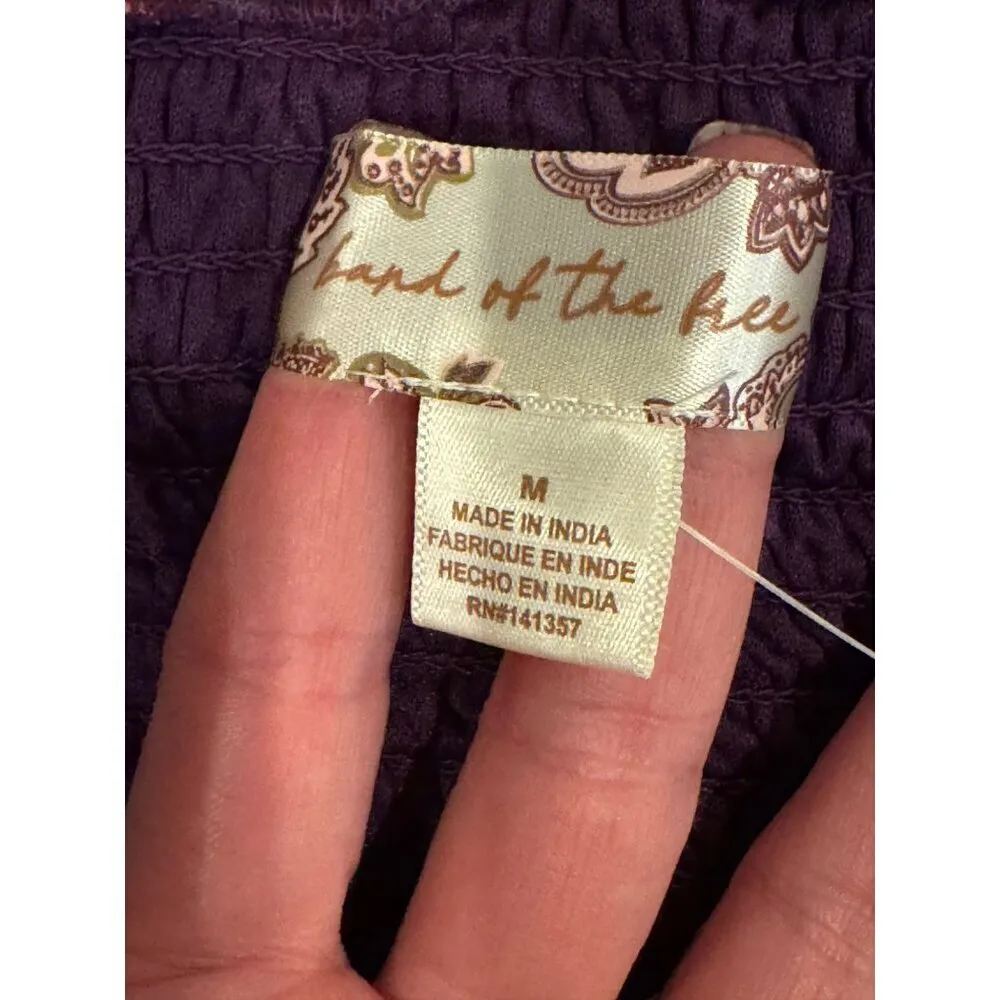 band of the free
M
MADE IN INDIA
FABRIQUE EN INDE
HECHO EN INDIA
RN#141357